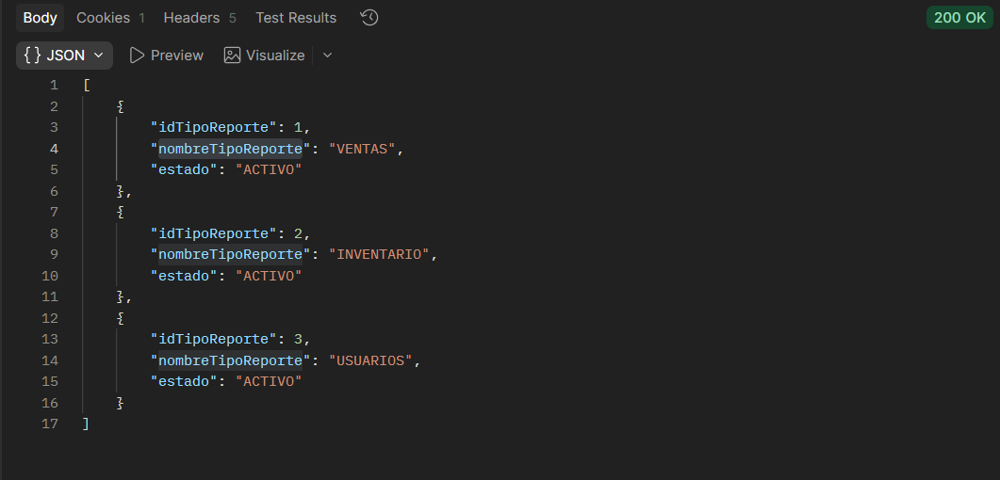 Body Cookies 1 Headers 5 Test Results 200 OK
{} JSON Preview Visualize
1 [
2 {
3 "idTipoReporte": 1,
4 "nombreTipoReporte": "VENTAS",
5 "estado": "ACTIVO"
6 },
7 {
8 "idTipoReporte": 2,
9 "nombreTipoReporte": "INVENTARIO",
10 "estado": "ACTIVO"
11 },
12 {
13 "idTipoReporte": 3,
14 "nombreTipoReporte": "USUARIOS",
15 "estado": "ACTIVO"
16 }
17 ]